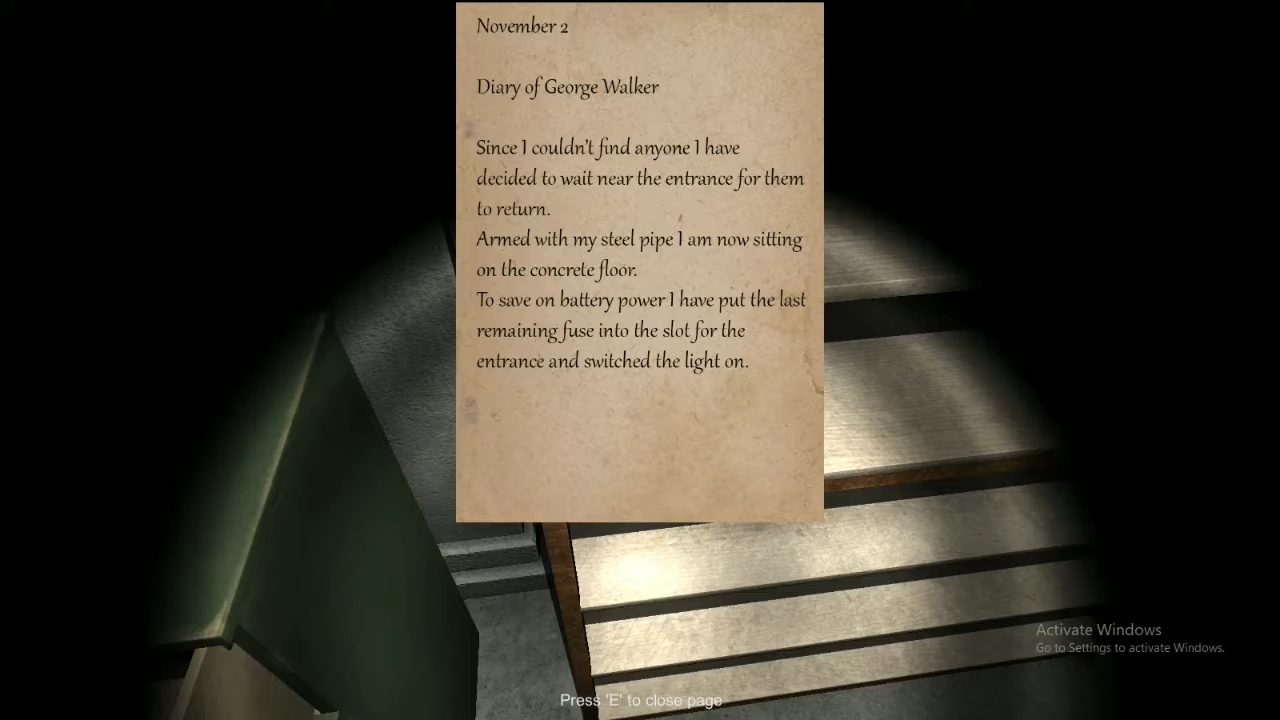 November 2
Diary of George Walker
Since I couldn't find anyone I have
decided to wait near the entrance for them
to return.
Armed with my steel pipe I am now sitting
on the concrete floor.
To save on battery power I have put the last
remaining fuse into the slot for the
entrance and switched the light on.
Activate Windows
Go to Settings to activate Windows.
Press 'E' to close page